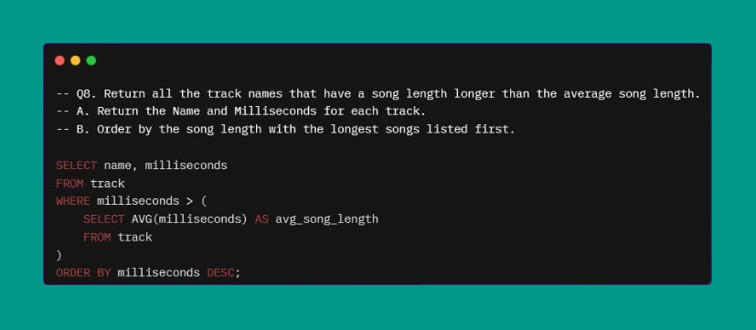 -- Q8. Return all the track names that have a song length longer than the average song length.
-- A. Return the Name and Milliseconds for each track.
-- B. Order by the song length with the longest songs listed first.
SELECT name, milliseconds
FROM track
WHERE milliseconds > (
    SELECT AVG(milliseconds) AS avg_song_length
    FROM track
)
ORDER BY milliseconds DESC;